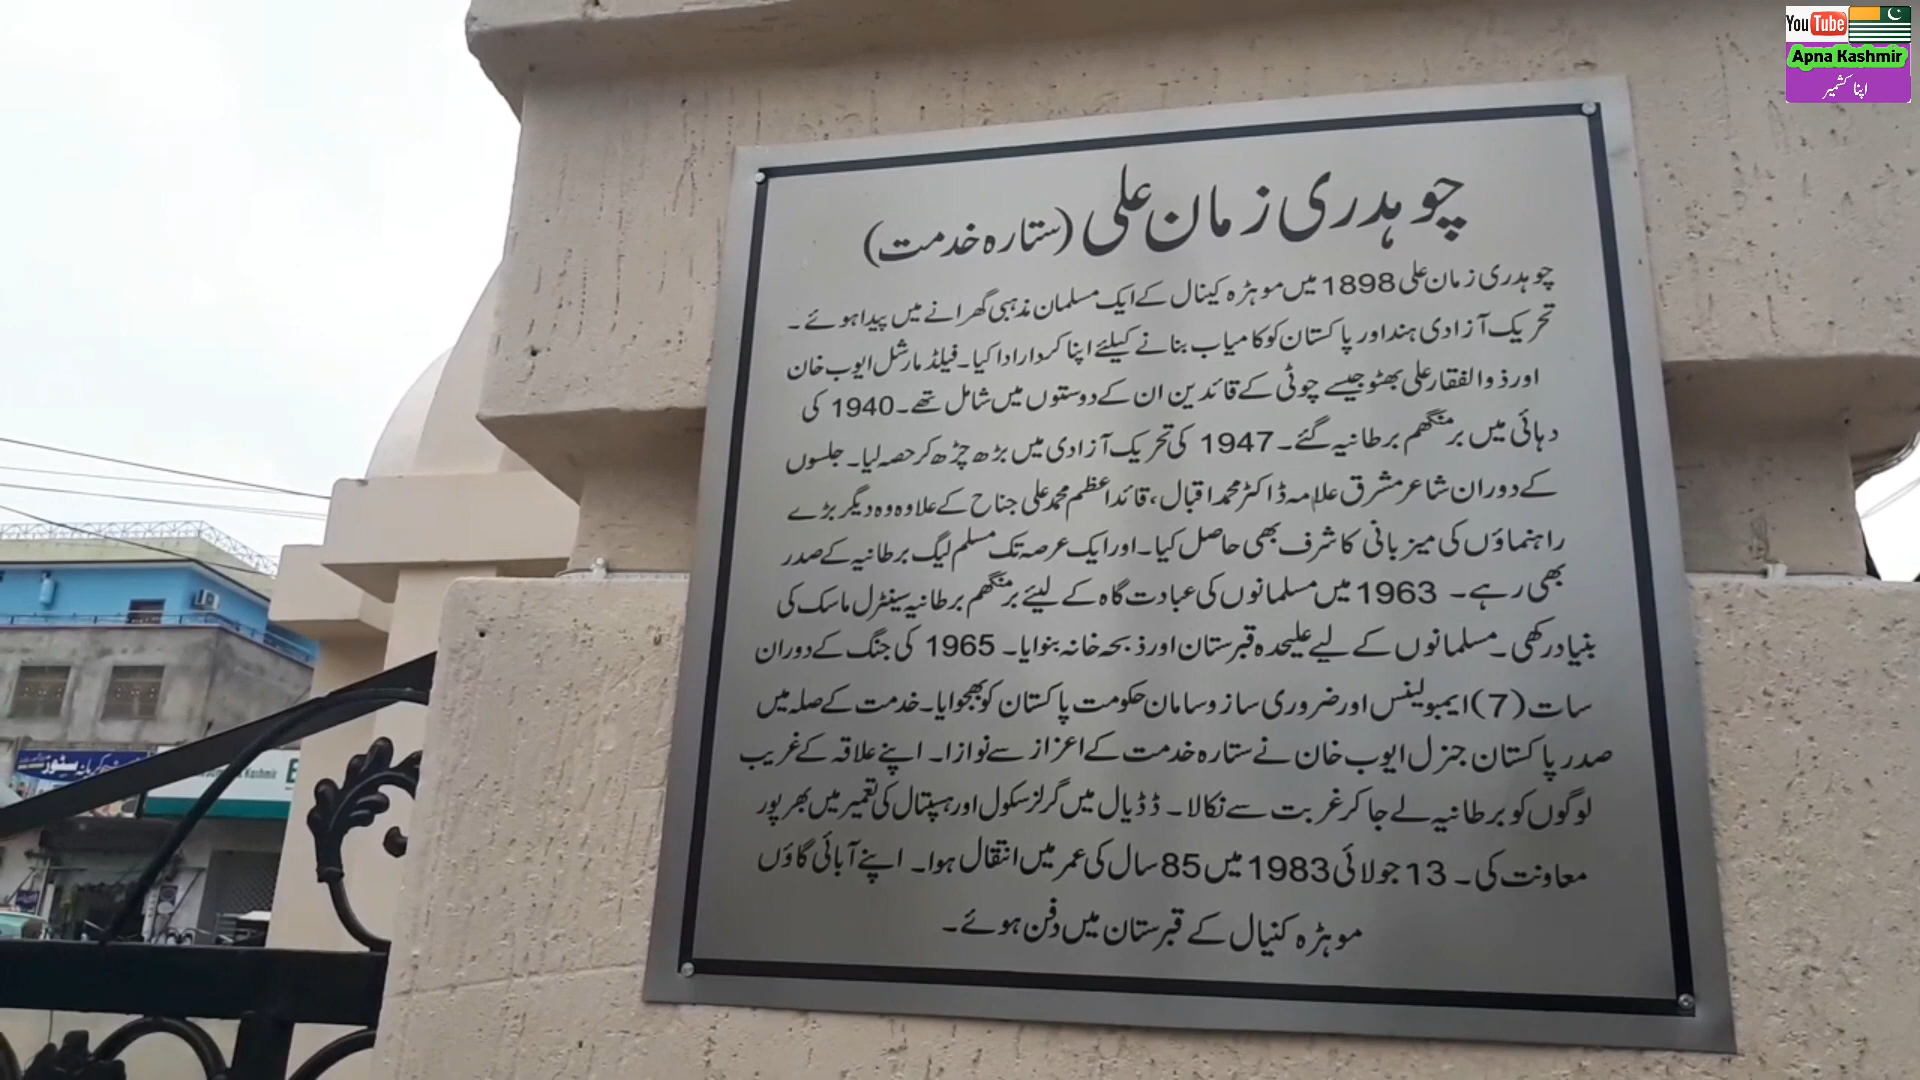 You Tube
Apna Kashmir
اپنا کشمیر
چوہدری زمان علی (ستارہ خدمت)
چوہدری زمان علی 1898 میں موہڑہ کینال کے ایک مسلمان مذہبی گھرانے میں پیدا ہوئے ۔
تحریک آزادی ہند اور پاکستان کو کامیاب بنانے کیلئے اپنا کردار ادا کیا۔ فیلڈ مارشل ایوب خان
اور ذوالفقار علی بھٹو جیسے چوٹی کے قائدین ان کے دوستوں میں شامل تھے۔ 1940 کی
دہائی میں برمنگھم برطانیہ گئے۔ 1947 کی تحریک آزادی میں بڑھ چڑھ کر حصہ لیا۔ جلسوں
کے دوران شاعر مشرق علامہ ڈاکٹر محمد اقبال، قائد اعظم محمد علی جناح کے علاوہ وہ دیگر بڑے
راہنماؤں کی میزبانی کا شرف بھی حاصل کیا۔ اور ایک عرصہ تک مسلم لیگ برطانیہ کے صدر
بھی رہے۔ 1963 میں مسلمانوں کی عبادت گاہ کے لیئے برمنگھم برطانیہ سینٹرل ماسک کی
بنیاد رکھی ۔ مسلمانوں کے لیے علیحدہ قبرستان اور ذبحہ خانہ بنوایا۔ 1965 کی جنگ کے دوران
سات (7) ایمبولینس اور ضروری ساز و سامان حکومت پاکستان کو بھجوایا۔ خدمت کے صلہ میں
صدر پاکستان جنرل ایوب خان نے ستارہ خدمت کے اعزاز سے نوازا۔ اپنے علاقہ کے غریب
لوگوں کو برطانیہ لے جا کر غربت سے نکالا۔ ڈڈیال میں گرلز سکول اور ہسپتال کی تعمیر میں بھر پور
معاونت کی۔ 13 جولائی 1983 میں 85 سال کی عمر میں انتقال ہوا۔ اپنے آبائی گاؤں
موہڑہ کنیال کے قبرستان میں دفن ہوئے۔
کریانہ سٹور
Kashmir